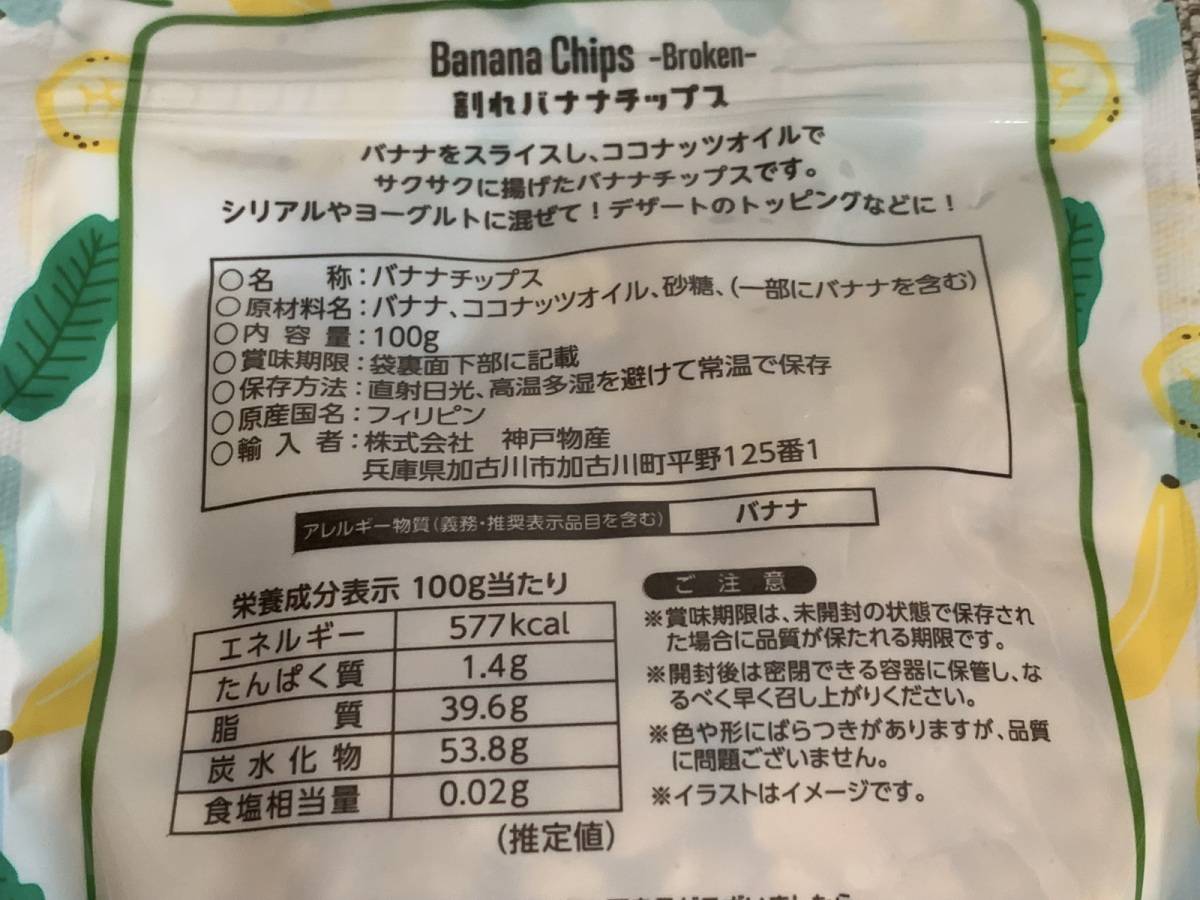 Banana Chips -Broken-
割れバナナチップス
バナナをスライスし、ココナッツオイルで
サクサクに揚げたバナナチップスです。
シリアルやヨーグルトに混ぜて！デザートのトッピングなどに！
○名　称：バナナチップス
○原材料名：バナナ、ココナッツオイル、砂糖、(一部にバナナを含む)
○内容量：100g
○賞味期限：袋裏面下部に記載
○保存方法：直射日光、高温多湿を避けて常温で保存
○原産国名：フィリピン
○輸入者：株式会社　神戸物産
兵庫県加古川市加古川町平野125番1
アレルギー物質(義務・推奨表示品目を含む) バナナ
栄養成分表示 100g当たり
エネルギー 577kcal
たんぱく質 1.4g
脂質 39.6g
炭水化物 53.8g
食塩相当量 0.02g
(推定値)
ご注意
※賞味期限は、未開封の状態で保存され
た場合に品質が保たれる期限です。
※開封後は密閉できる容器に保管し、な
るべく早く召し上がりください。
※色や形にばらつきがありますが、品質
に問題ございません。
※イラストはイメージです。